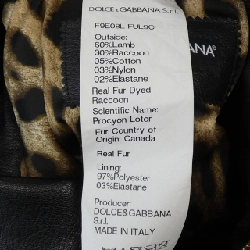 DOLCE&GABBANA S.r.l.
Outside:
60%Lamb
30%Raccoon
05%Cotton
03%Nylon
02%Elastane
Real Fur Dyed
Raccoon
Scientific Name:
Procyon Lotor
Fur Country of
Origin: Canada
Real Fur
Lining:
97%Polyester
03%Elastane
Producer
DOLCE&GABBANA
S.r.l.
MADE IN ITALY
BANA